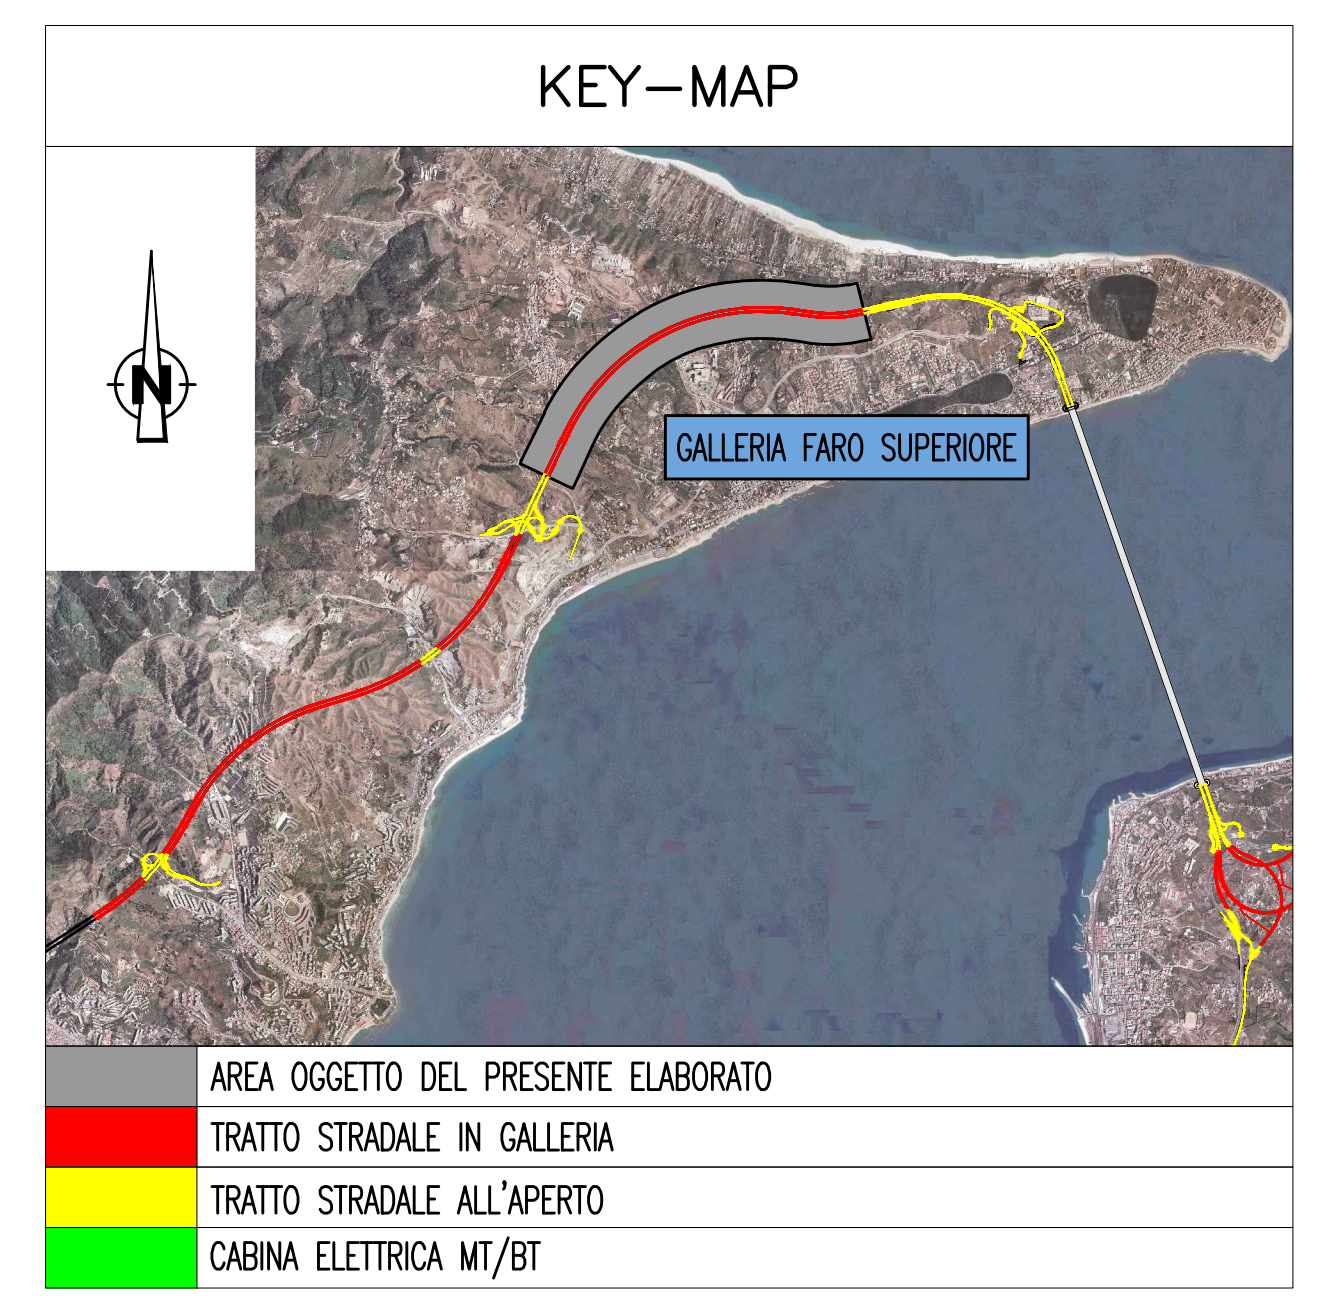 KEY-MAP
N
GALLERIA FARO SUPERIORE
AREA OGGETTO DEL PRESENTE ELABORATO
TRATTO STRADALE IN GALLERIA
TRATTO STRADALE ALL'APERTO
CABINA ELETTRICA MT/BT